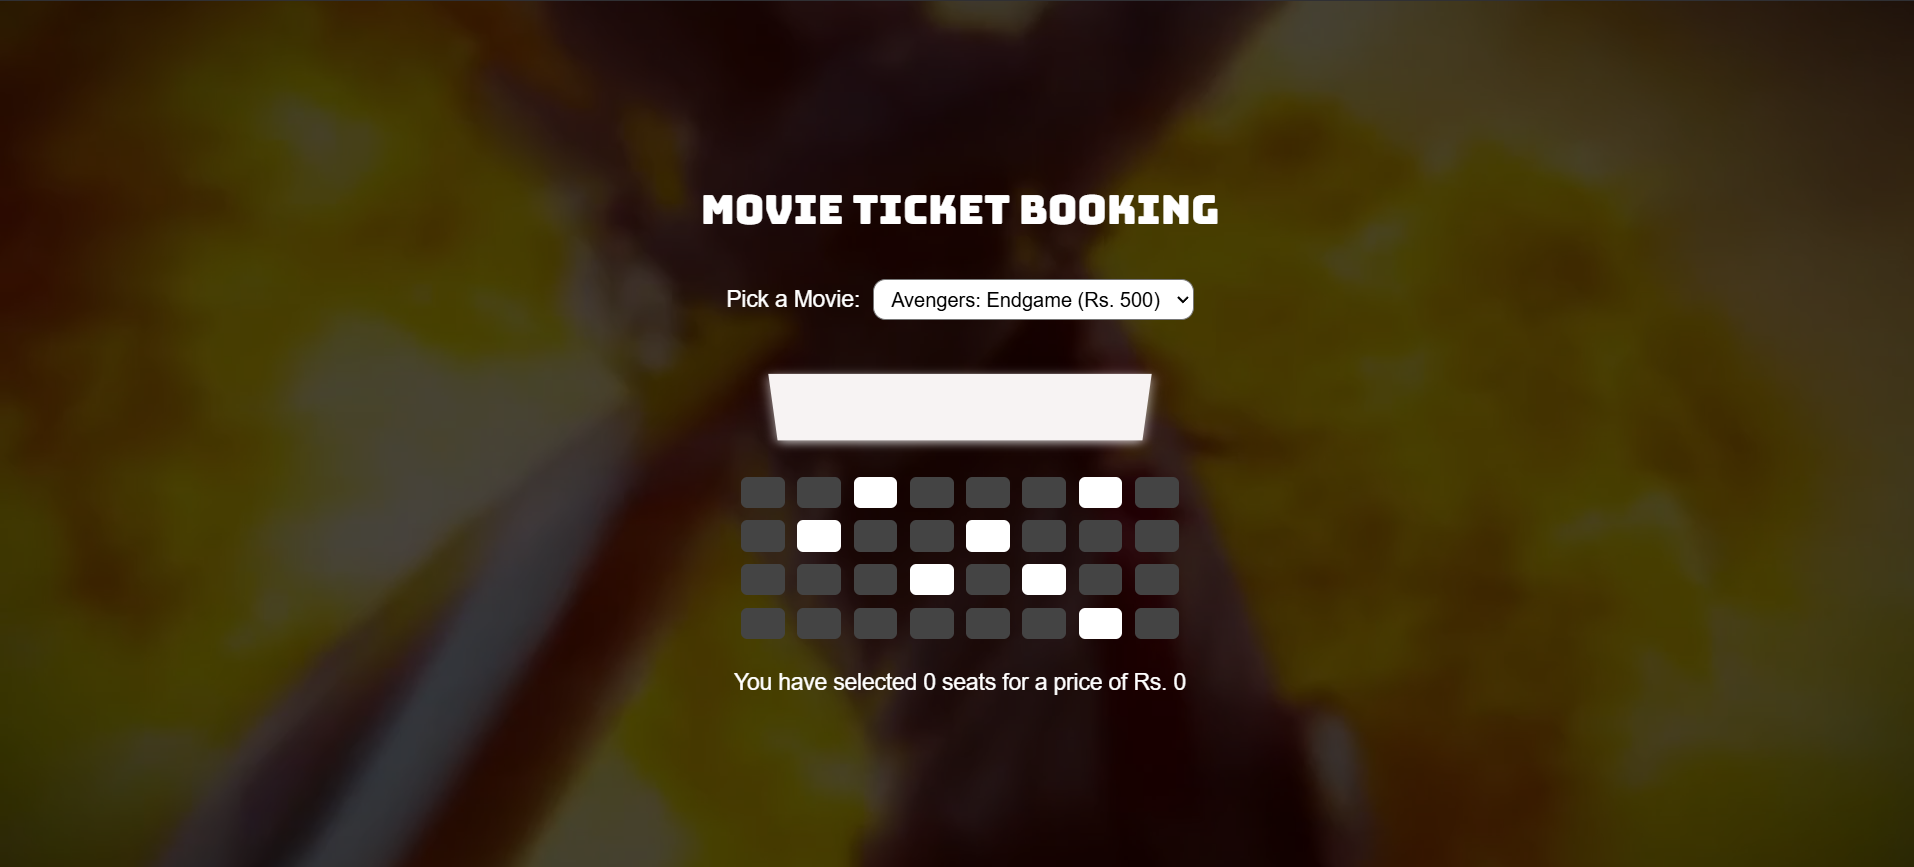 MOVIE TICKET BOOKING
Pick a Movie: Avengers: Endgame (Rs. 500)
You have selected 0 seats for a price of Rs. 0